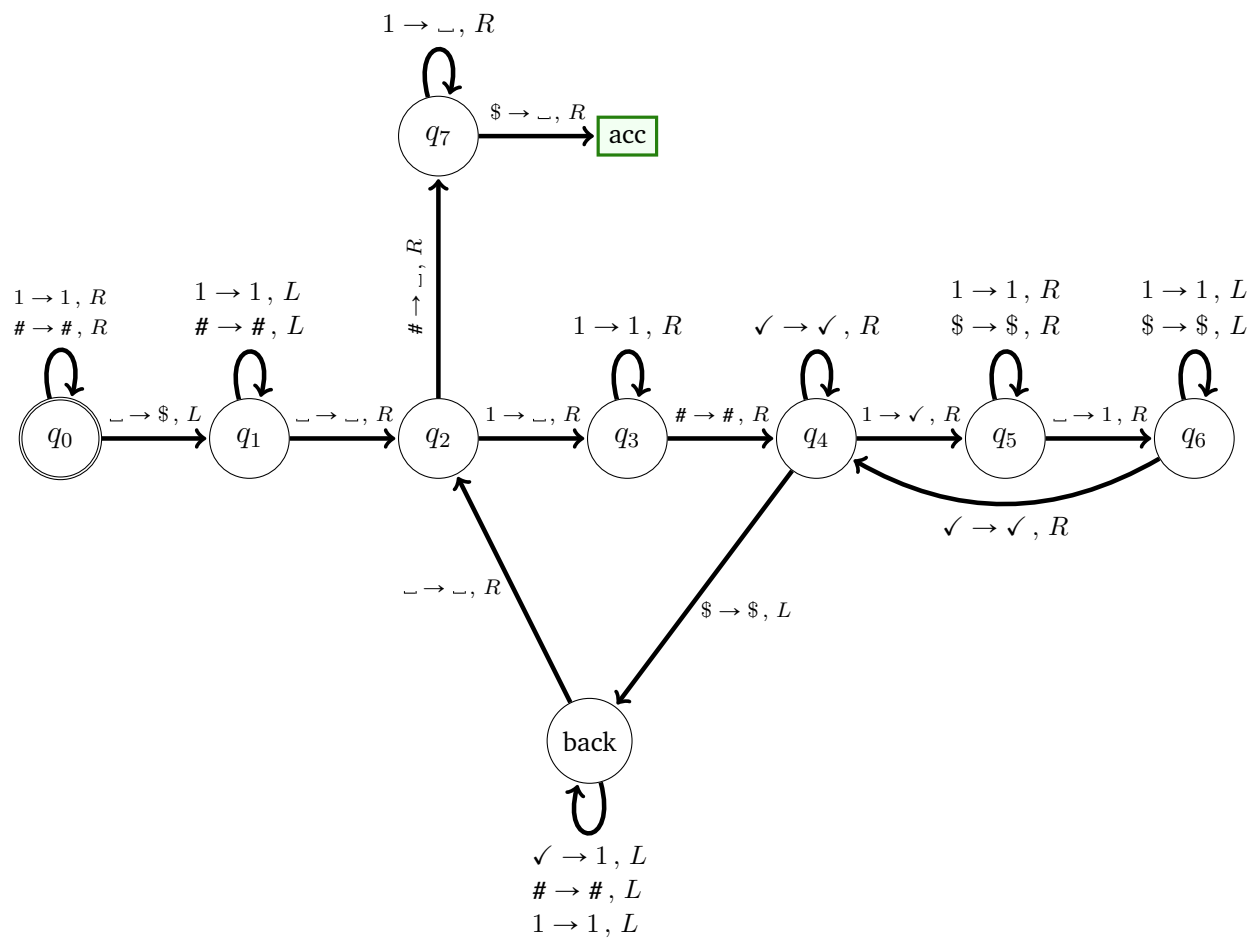 1 → ␣, R
q₇
$ → ␣, R
acc
# → ␣, R
1 → 1, R
# → #, R
1 → 1, L
# → #, L
1 → 1, R
✓ → ✓, R
1 → 1, R
$ → $, R
1 → 1, L
$ → $, L
q₀
␣ → $, L
q₁
␣ → ␣, R
q₂
1 → ␣, R
q₃
# → #, R
q₄
1 → ✓, R
q₅
␣ → 1, R
q₆
✓ → ✓, R
␣ → ␣, R
$ → $, L
back
✓ → 1, L
# → #, L
1 → 1, L